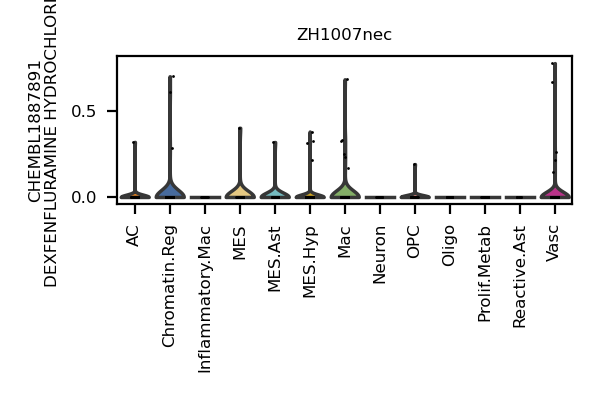 ZH1007nec
CHEMBL1887891
DEXFENFLURAMINE HYDROCHLORI
0.5
0.0
AC
Chromatin.Reg
Inflammatory.Mac
MES
MES.Ast
MES.Hyp
Mac
Neuron
OPC
Oligo
Prolif.Metab
Reactive.Ast
Vasc